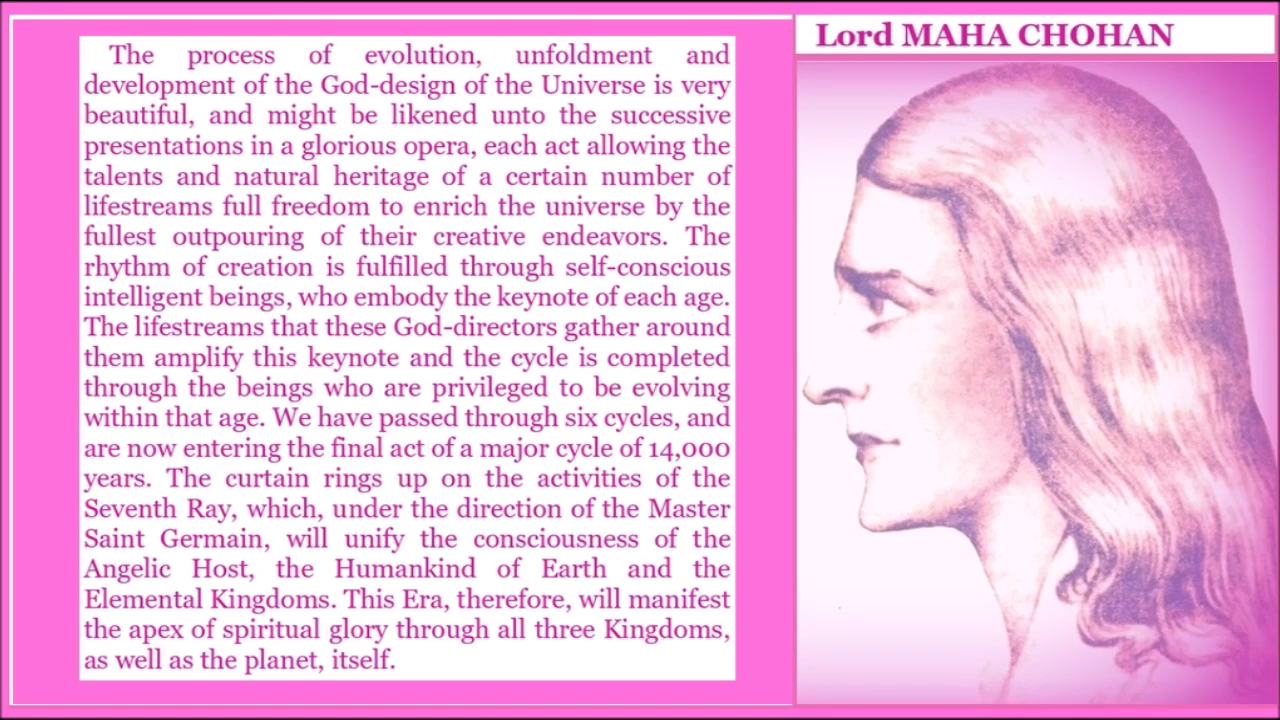 Lord MAHA CHOHAN
The process of evolution, unfoldment and
development of the God-design of the Universe is very
beautiful, and might be likened unto the successive
presentations in a glorious opera, each act allowing the
talents and natural heritage of a certain number of
lifestreams full freedom to enrich the universe by the
fullest outpouring of their creative endeavors. The
rhythm of creation is fulfilled through self-conscious
intelligent beings, who embody the keynote of each age.
The lifestreams that these God-directors gather around
them amplify this keynote and the cycle is completed
through the beings who are privileged to be evolving
within that age. We have passed through six cycles, and
are now entering the final act of a major cycle of 14,000
years. The curtain rings up on the activities of the
Seventh Ray, which, under the direction of the Master
Saint Germain, will unify the consciousness of the
Angelic Host, the Humankind of Earth and the
Elemental Kingdoms. This Era, therefore, will manifest
the apex of spiritual glory through all three Kingdoms,
as well as the planet, itself.